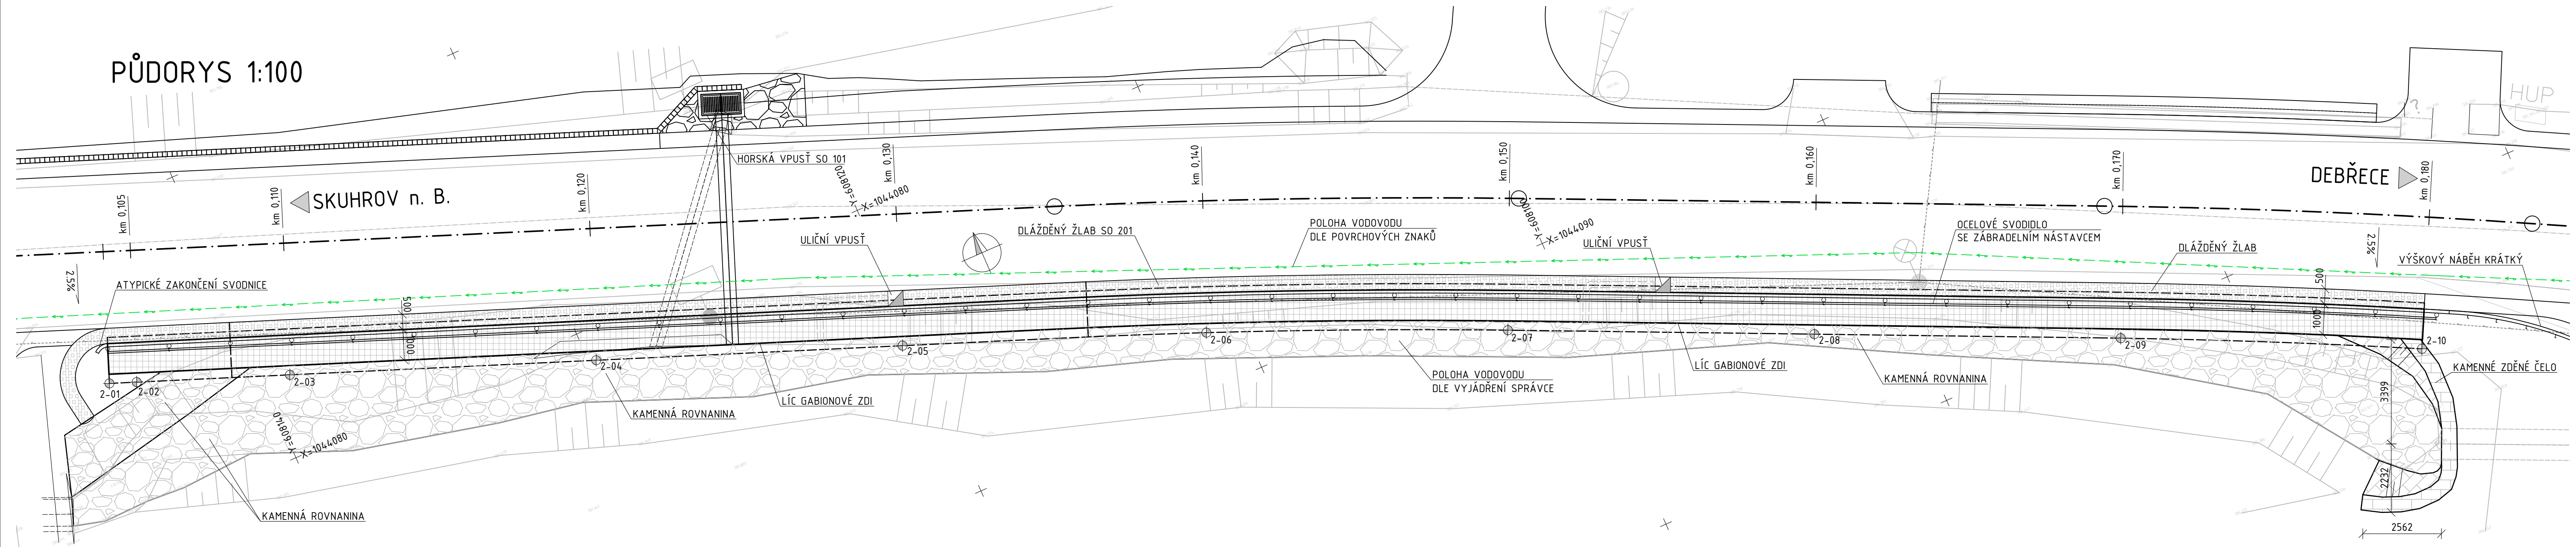 PŮDORYS 1:100
HUP
?
HORSKÁ VPUSŤ SO 101
km 0,105
km 0,110
km 0,120
km 0,130
km 0,140
km 0,150
km 0,160
km 0,170
km 0,180
SKUHROV n. B.
DEBŘECE
Y=608120
X=1044080
Y=608100
X=1044090
ULIČNÍ VPUSŤ
DLÁŽDĚNÝ ŽLAB SO 201
POLOHA VODOVODU
DLE POVRCHOVÝCH ZNAKŮ
ULIČNÍ VPUSŤ
OCELOVÉ SVODIDLO
SE ZÁBRADELNÍM NÁSTAVCEM
DLÁŽDĚNÝ ŽLAB
VÝŠKOVÝ NÁBĚH KRÁTKÝ
2.5%
2.5%
ATYPICKÉ ZAKONČENÍ SVODNICE
500
1000
500
1000
2-01
2-02
2-03
2-04
2-05
2-06
2-07
2-08
2-09
2-10
KAMENNÁ ROVNANINA
LÍC GABIONOVÉ ZDI
POLOHA VODOVODU
DLE VYJÁDŘENÍ SPRÁVCE
LÍC GABIONOVÉ ZDI
KAMENNÁ ROVNANINA
KAMENNÉ ZDĚNÉ ČELO
3399
2232
2562
Y=608140
X=1044080
KAMENNÁ ROVNANINA